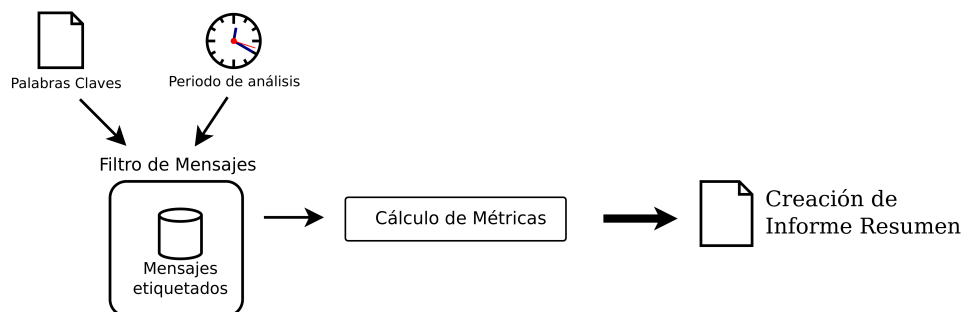 Palabras Claves
Periodo de análisis
Filtro de Mensajes
Mensajes
etiquetados
Cálculo de Métricas
Creación de
Informe Resumen